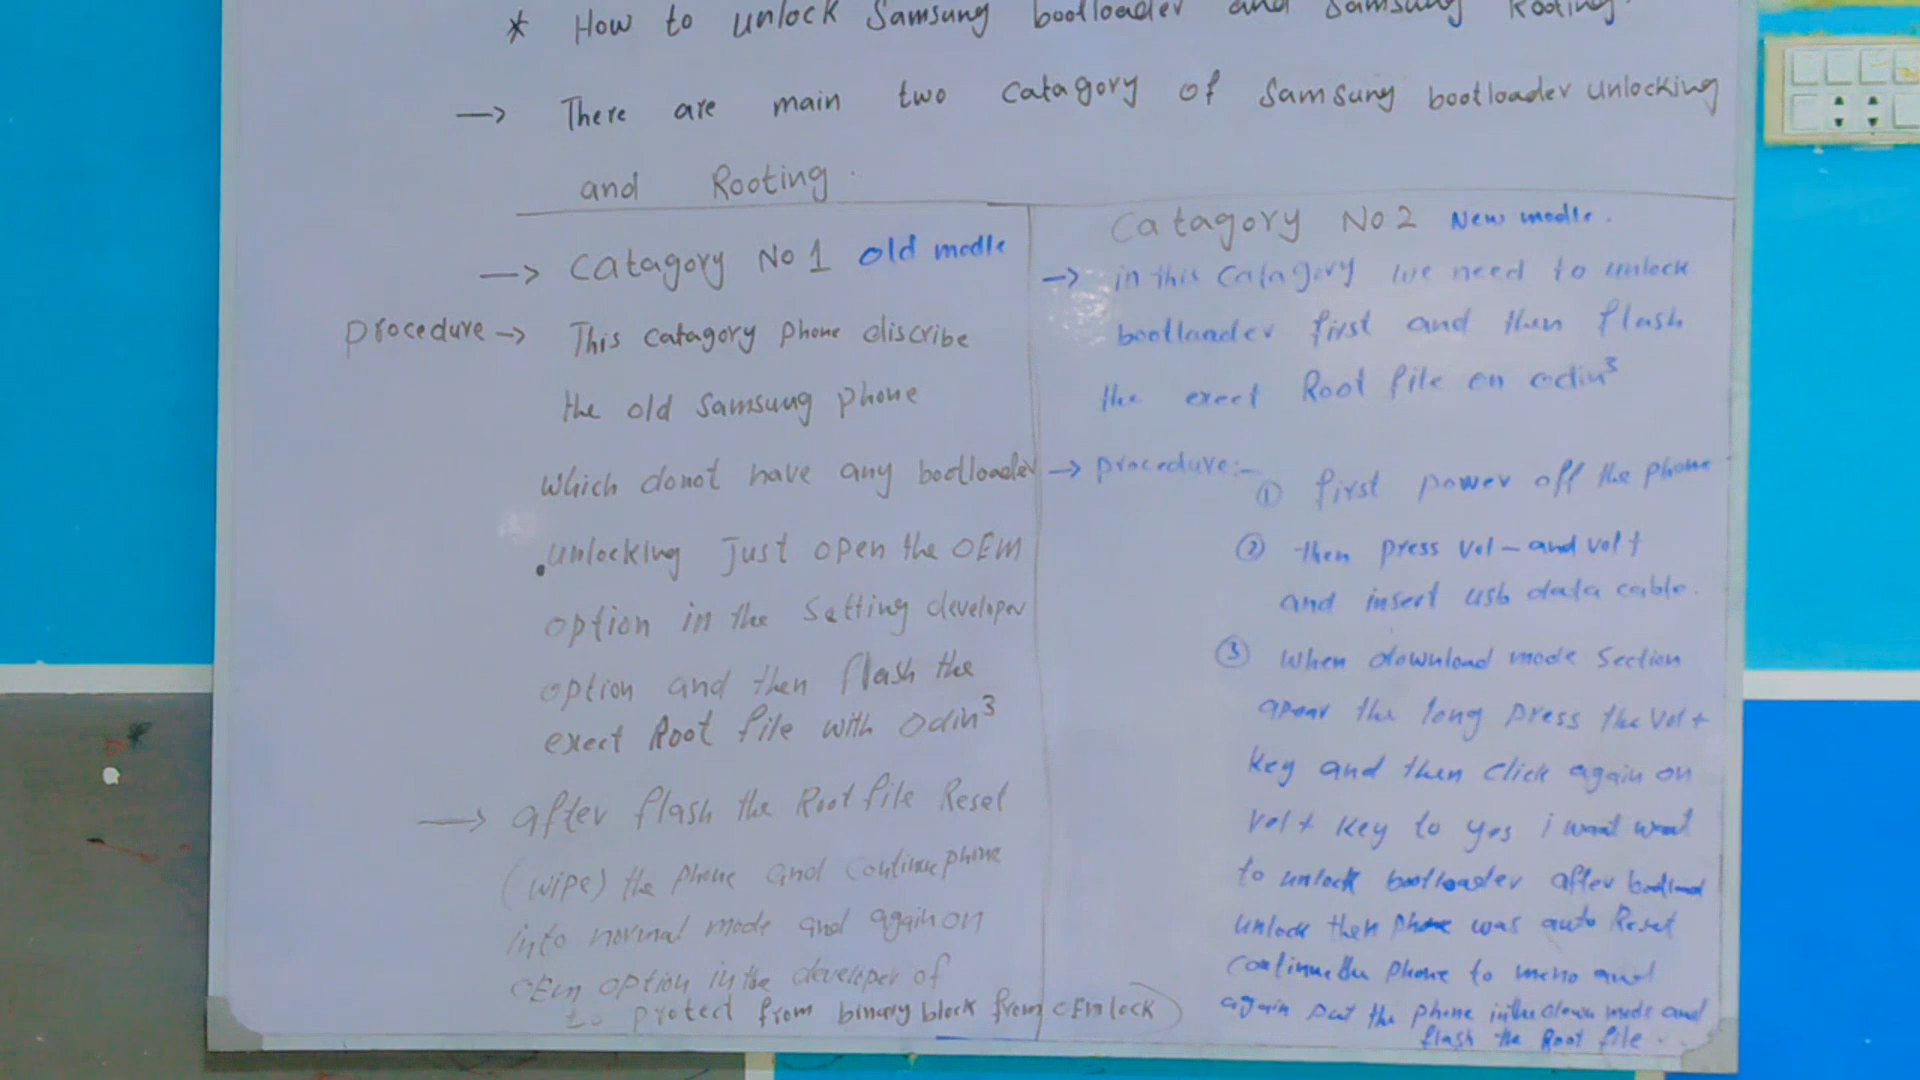 * How to unlock Samsung bootloader and Samsung Rooting.
→ There are main two catagory of Samsung bootloader unlocking
and Rooting.
→ Catagory No 1 old modle
procedure → This catagory phone discribe
the old samsung phone
which donot have any bootloader
unlocking just open the OEM
option in the Setting developer
option and then flash the
exect Root file with odin³
→ after flash the Root file Reset
(wipe) the phone and continue phone
into normal mode and again on
OEM option in the developer of
to protect from binary block from OEM lock)
Catagory No 2 New modle.
→ in this Catagory we need to unlock
bootloader first and then flash
the exect Root file on odin³
→ procedure:-
① first power off the phone
② then press vol- and vol+
and insert usb data cable.
③ when download mode section
apear the long press the vol+
key and then click again on
vol+ key to yes i want want
to unlock bootloader after
unlock then phone was auto Reset
continue the phone to meno and
again put the phone in the down mode and
flash the Root file